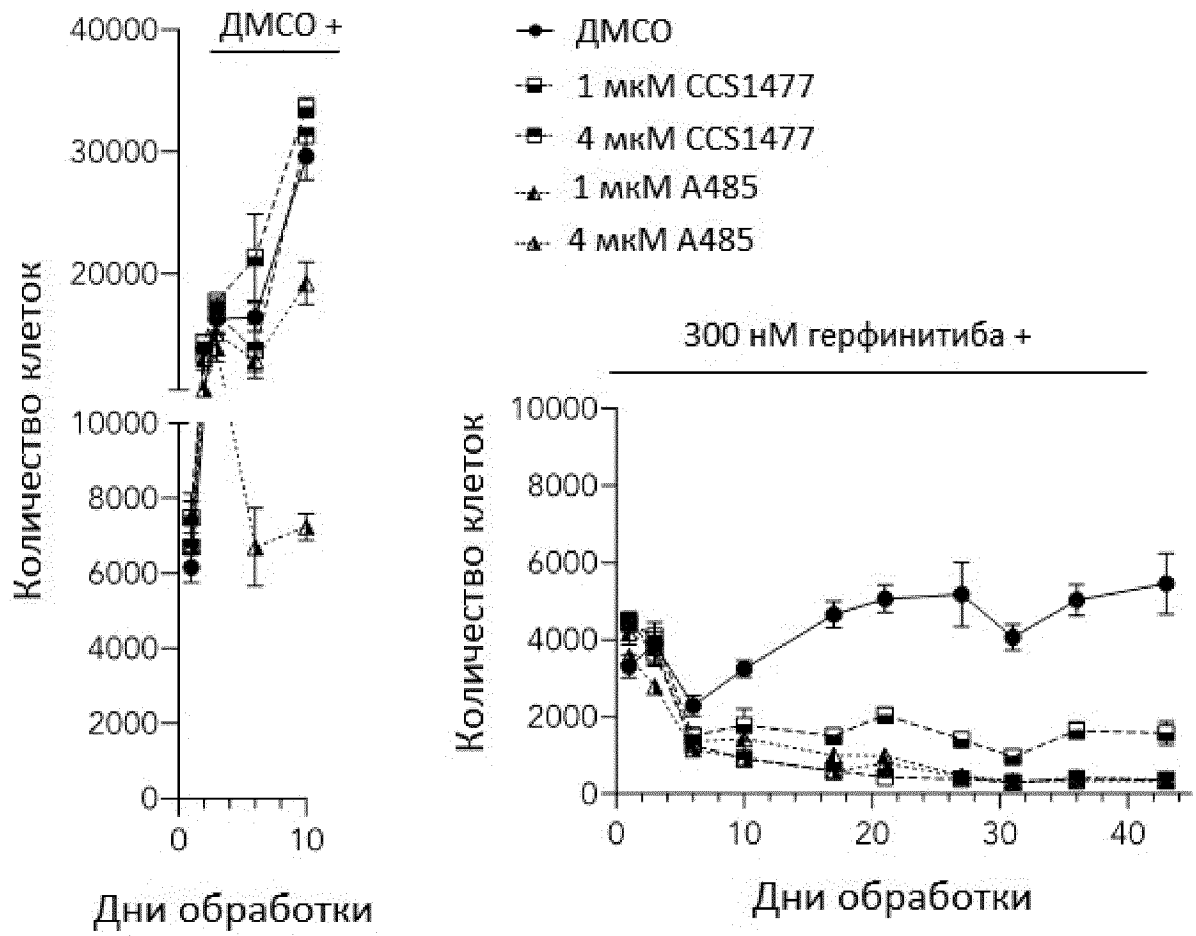 ДМСО +
40000
30000
20000
10000
8000
6000
4000
2000
0
0
10
Количество клеток
Дни обработки
ДМСО
1 мкМ CCS1477
4 мкМ CCS1477
1 мкМ A485
4 мкМ A485
300 нМ герфинитиба +
10000
8000
6000
4000
2000
0
0
10
20
30
40
Количество клеток
Дни обработки